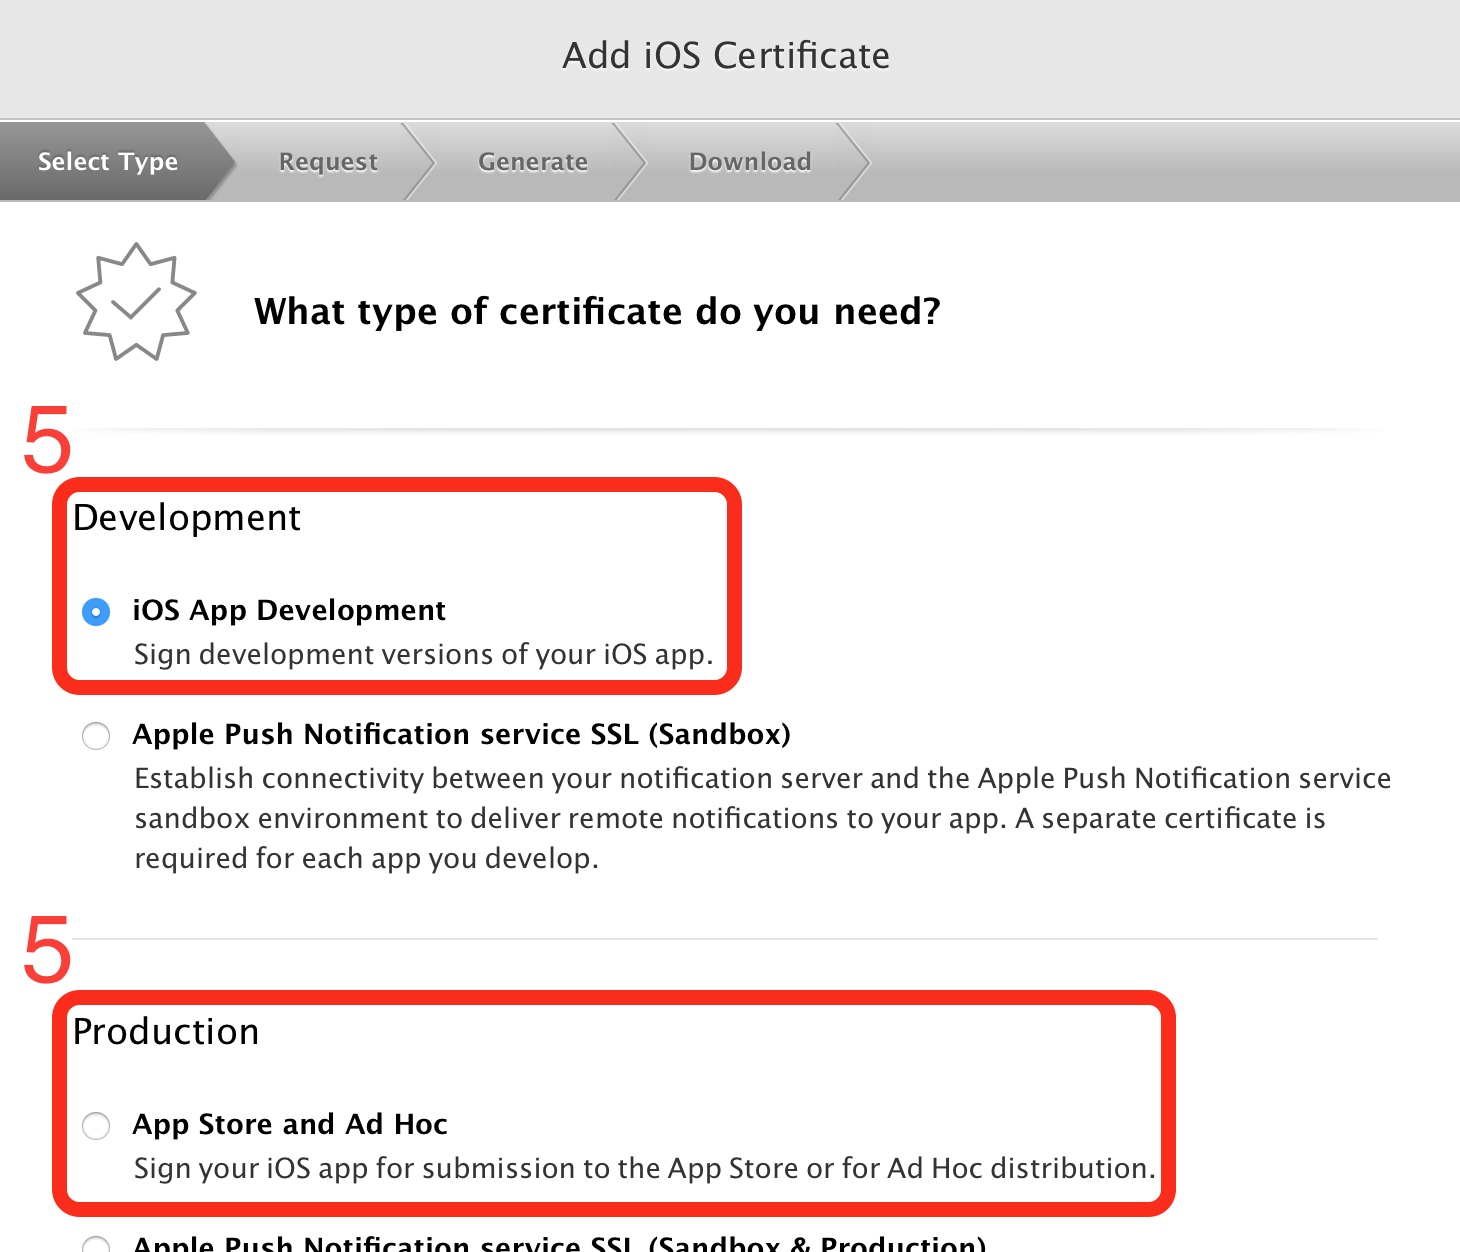 Add iOS Certificate
Select Type
Request
Generate
Download
What type of certificate do you need?
5
Development
iOS App Development
Sign development versions of your iOS app.
Apple Push Notification service SSL (Sandbox)
Establish connectivity between your notification server and the Apple Push Notification service
sandbox environment to deliver remote notifications to your app. A separate certificate is
required for each app you develop.
5
Production
App Store and Ad Hoc
Sign your iOS app for submission to the App Store or for Ad Hoc distribution.
Apple Push Notification service SSL (Sandbox & Production)